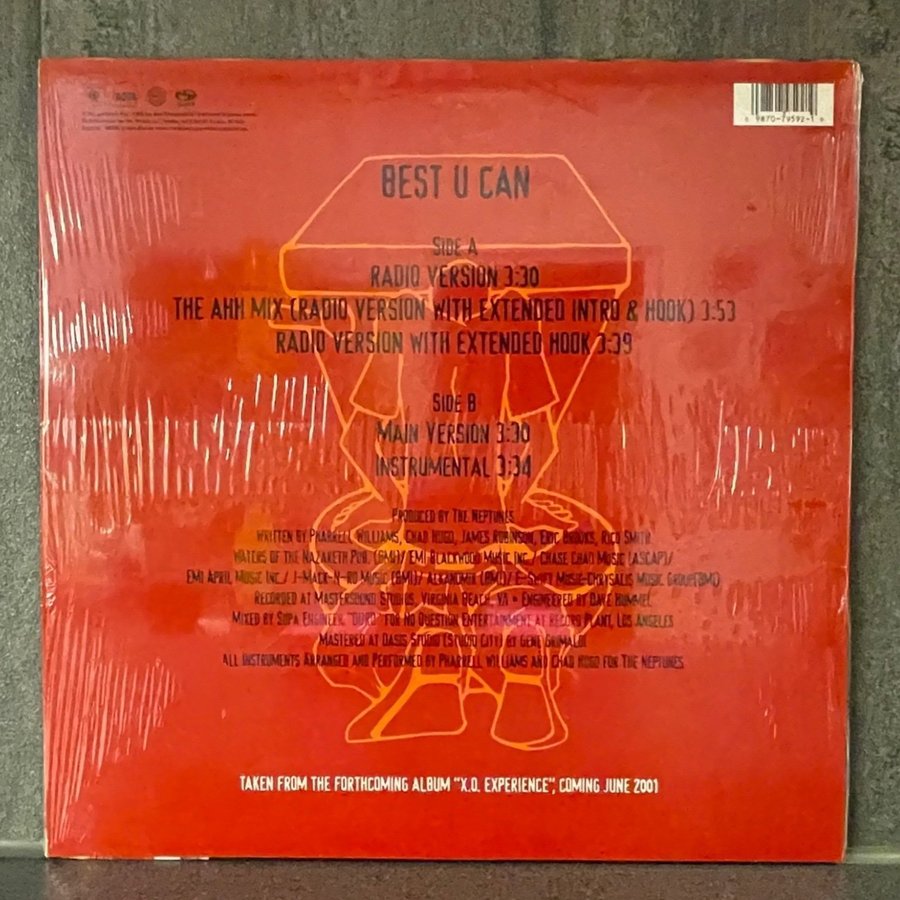 0 9870-79592-1 8
BEST U CAN
SIDE A
RADIO VERSION 3:30
THE AHH MIX (RADIO VERSION WITH EXTENDED INTRO & HOOK) 3:53
RADIO VERSION WITH EXTENDED HOOK 3:39
SIDE B
MAIN VERSION 3:30
INSTRUMENTAL 3:34
PRODUCED BY THE NEPTUNES
WRITTEN BY PHARRELL WILLIAMS, CHAD HUGO, JAMES ROBINSON, ERIC BROOKS, RICO SMITH
WATERS OF THE NAZARETH PUB. (BMI)/ EMI-BLACKWOOD MUSIC INC./ CHASE CHAD MUSIC (ASCAP)/
EMI APRIL MUSIC INC./ J-MACK-N-RO MUSIC (BMI)/ (BMI)/ E-SWIFT MUSIC-CHRYSALIS MUSIC GROUP(BMI)
RECORDED AT MASTERSOUND STUDIOS, VIRGINIA BEACH, VA • ENGINEERED BY DAVE HUMMEL
MIXED BY SUPA ENGINEER "DURO" FOR NO QUESTION ENTERTAINMENT AT RECORD PLANT, LOS ANGELES
MASTERED AT OASIS STUDIO (STUDIO CITY) BY GENE GRIMALDI
ALL INSTRUMENTS ARRANGED AND PERFORMED BY PHARRELL WILLIAMS AND CHAD HUGO FOR THE NEPTUNES
TAKEN FROM THE FORTHCOMING ALBUM "X.O. EXPERIENCE", COMING JUNE 2001